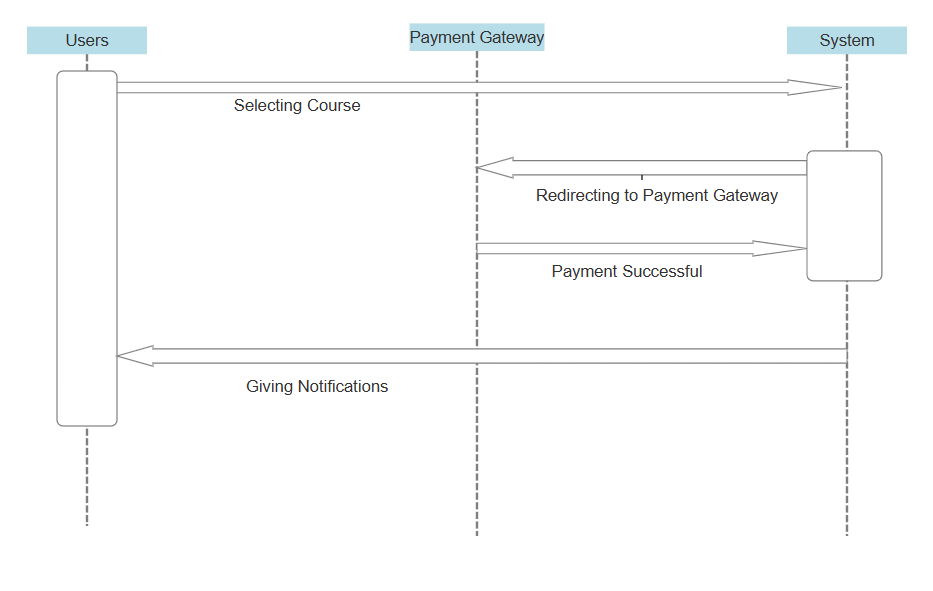 Users
Payment Gateway
System
Selecting Course
Redirecting to Payment Gateway
Payment Successful
Giving Notifications